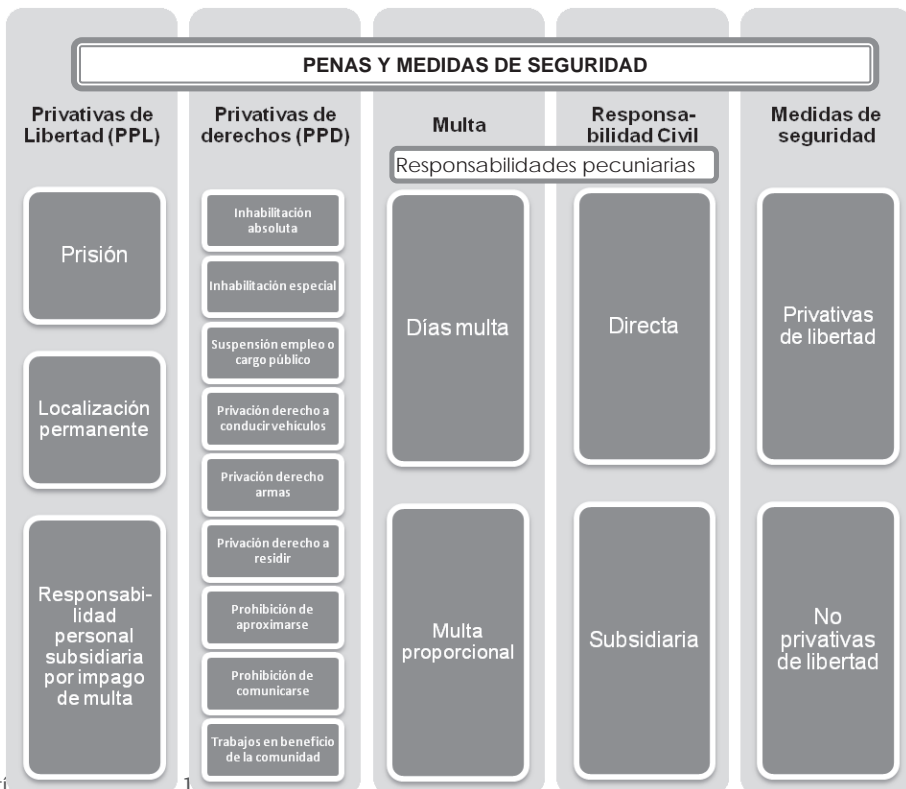 PENAS Y MEDIDAS DE SEGURIDAD
Privativas de
Libertad (PPL)
Prisión
Localización
permanente
Responsabi-
lidad
personal
subsidiaria
por impago
de multa
Privativas de
derechos (PPD)
Inhabilitación
absoluta
Inhabilitación especial
Suspensión empleo o
cargo público
Privación derecho a
conducir vehículos
Privación derecho
armas
Privación derecho a
residir
Prohibición de
aproximarse
Prohibición de
comunicarse
Trabajos en beneficio
de la comunidad
Multa
Responsa-
bilidad Civil
Responsabilidades pecuniarias
Días multa
Multa
proporcional
Directa
Subsidiaria
Medidas de
seguridad
Privativas
de libertad
No
privativas
de libertad